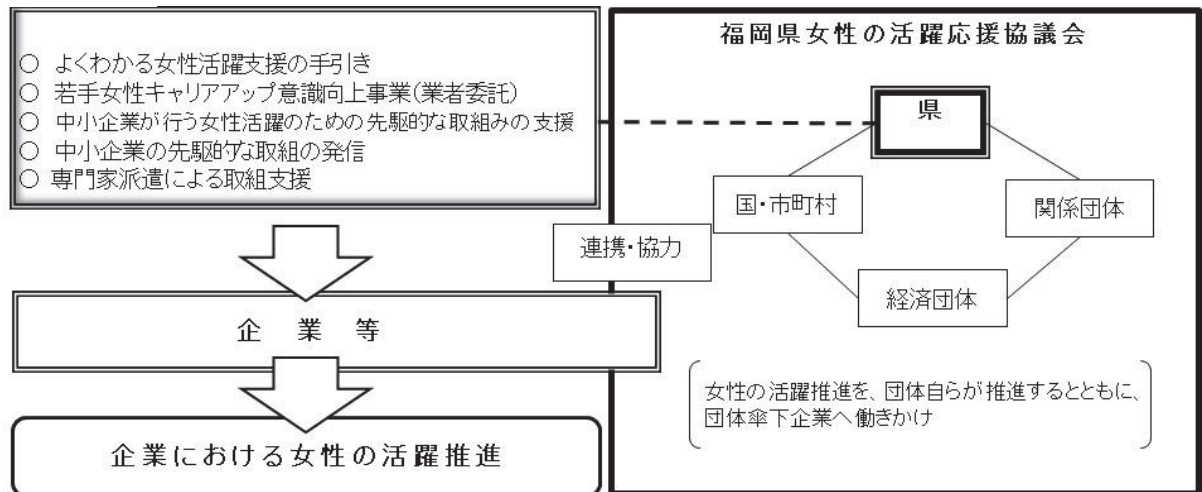 ○ よくわかる女性活躍支援の手引き
○ 若手女性キャリアアップ意識向上事業(業者委託)
○ 中小企業が行う女性活躍のための先駆的な取組みの支援
○ 中小企業の先駆的な取組の発信
○ 専門家派遣による取組支援
企 業 等
企業における女性の活躍推進
福岡県女性の活躍応援協議会
県
国・市町村
関係団体
連携・協力
経済団体
女性の活躍推進を、団体自らが推進するとともに、
団体傘下企業へ働きかけ